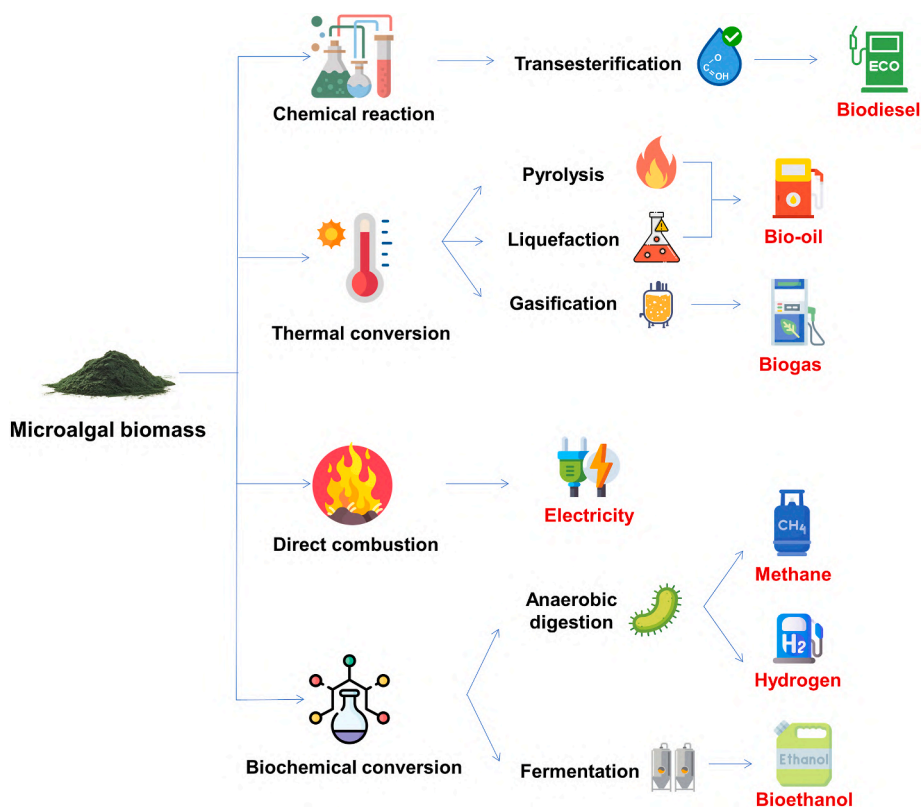 Chemical reaction
Transesterification
O
C
OH
ECO
Biodiesel
Thermal conversion
Pyrolysis
Liquefaction
Gasification
Bio-oil
Biogas
Microalgal biomass
Direct combustion
Electricity
Biochemical conversion
Anaerobic
digestion
CH4
Methane
H2
Hydrogen
Fermentation
Ethanol
Bioethanol